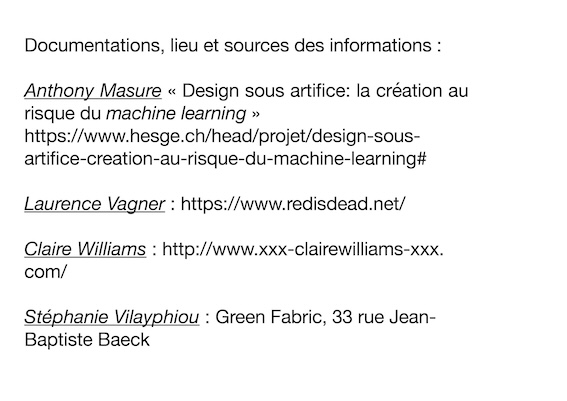 Documentations, lieu et sources des informations :
Anthony Masure « Design sous artifice: la création au
risque du machine learning »
https://www.hesge.ch/head/projet/design-sous-
artifice-creation-au-risque-du-machine-learning#
Laurence Vagner : https://www.redisdead.net/
Claire Williams : http://www.xxx-clairewilliams-xxx.
com/
Stéphanie Vilayphiou : Green Fabric, 33 rue Jean-
Baptiste Baeck